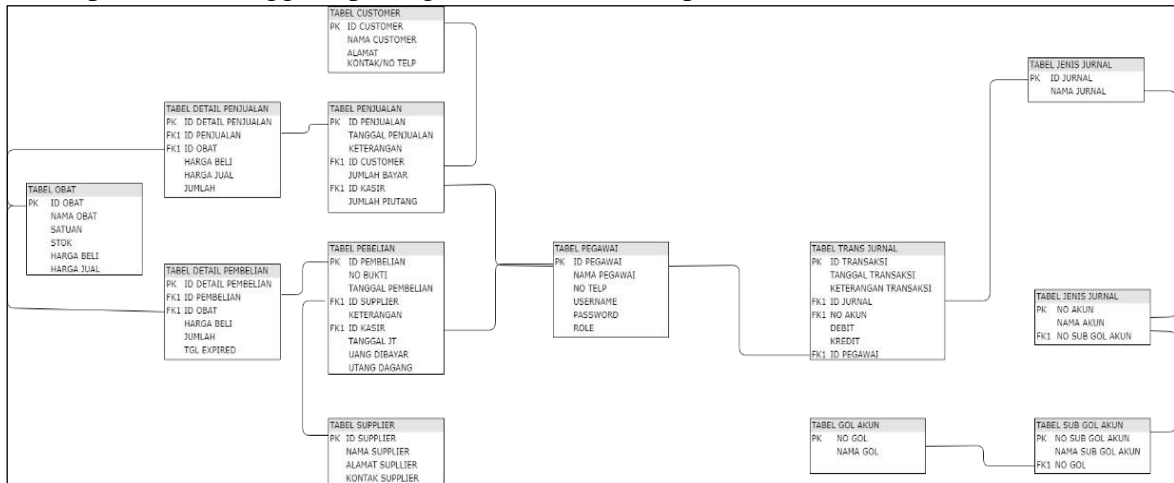 TABEL CUSTOMER
PK ID CUSTOMER
NAMA CUSTOMER
ALAMAT
KONTAK/NO TELP
TABEL DETAIL PENJUALAN
PK ID DETAIL PENJUALAN
FK1 ID PENJUALAN
FK1 ID OBAT
HARGA BELI
HARGA JUAL
JUMLAH
TABEL PENJUALAN
PK ID PENJUALAN
TANGGAL PENJUALAN
KETERANGAN
FK1 ID CUSTOMER
JUMLAH BAYAR
FK1 ID KASIR
JUMLAH PIUTANG
TABEL OBAT
PK ID OBAT
NAMA OBAT
SATUAN
STOK
HARGA BELI
HARGA JUAL
TABEL DETAIL PEMBELIAN
PK ID DETAIL PEMBELIAN
FK1 ID PEMBELIAN
FK1 ID OBAT
HARGA BELI
JUMLAH
TGL EXPIRED
TABEL PEBELIAN
PK ID PEMBELIAN
NO BUKTI
TANGGAL PEMBELIAN
FK1 ID SUPPLIER
KETERANGAN
FK1 ID KASIR
TANGGAL JT
UANG DIBAYAR
UTANG DAGANG
TABEL SUPPLIER
PK ID SUPPLIER
NAMA SUPPLIER
ALAMAT SUPLLIER
KONTAK SUPPLIER
TABEL PEGAWAI
PK ID PEGAWAI
NAMA PEGAWAI
NO TELP
USERNAME
PASSWORD
ROLE
TABEL TRANS JURNAL
PK ID TRANSAKSI
TANGGAL TRANSAKSI
KETERANGAN TRANSAKSI
FK1 ID JURNAL
FK1 NO AKUN
DEBIT
KREDIT
FK1 ID PEGAWAI
TABEL JENIS JURNAL
PK ID JURNAL
NAMA JURNAL
TABEL JENIS JURNAL
PK NO AKUN
NAMA AKUN
FK1 NO SUB GOL AKUN
TABEL GOL AKUN
PK NO GOL
NAMA GOL
TABEL SUB GOL AKUN
PK NO SUB GOL AKUN
NAMA SUB GOL AKUN
FK1 NO GOL